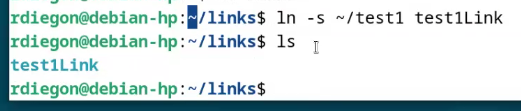 rdiegon@debian-hp:~/links$ ln -s ~/test1 test1Link
rdiegon@debian-hp:~/links$ ls
test1Link
rdiegon@debian-hp:~/links$